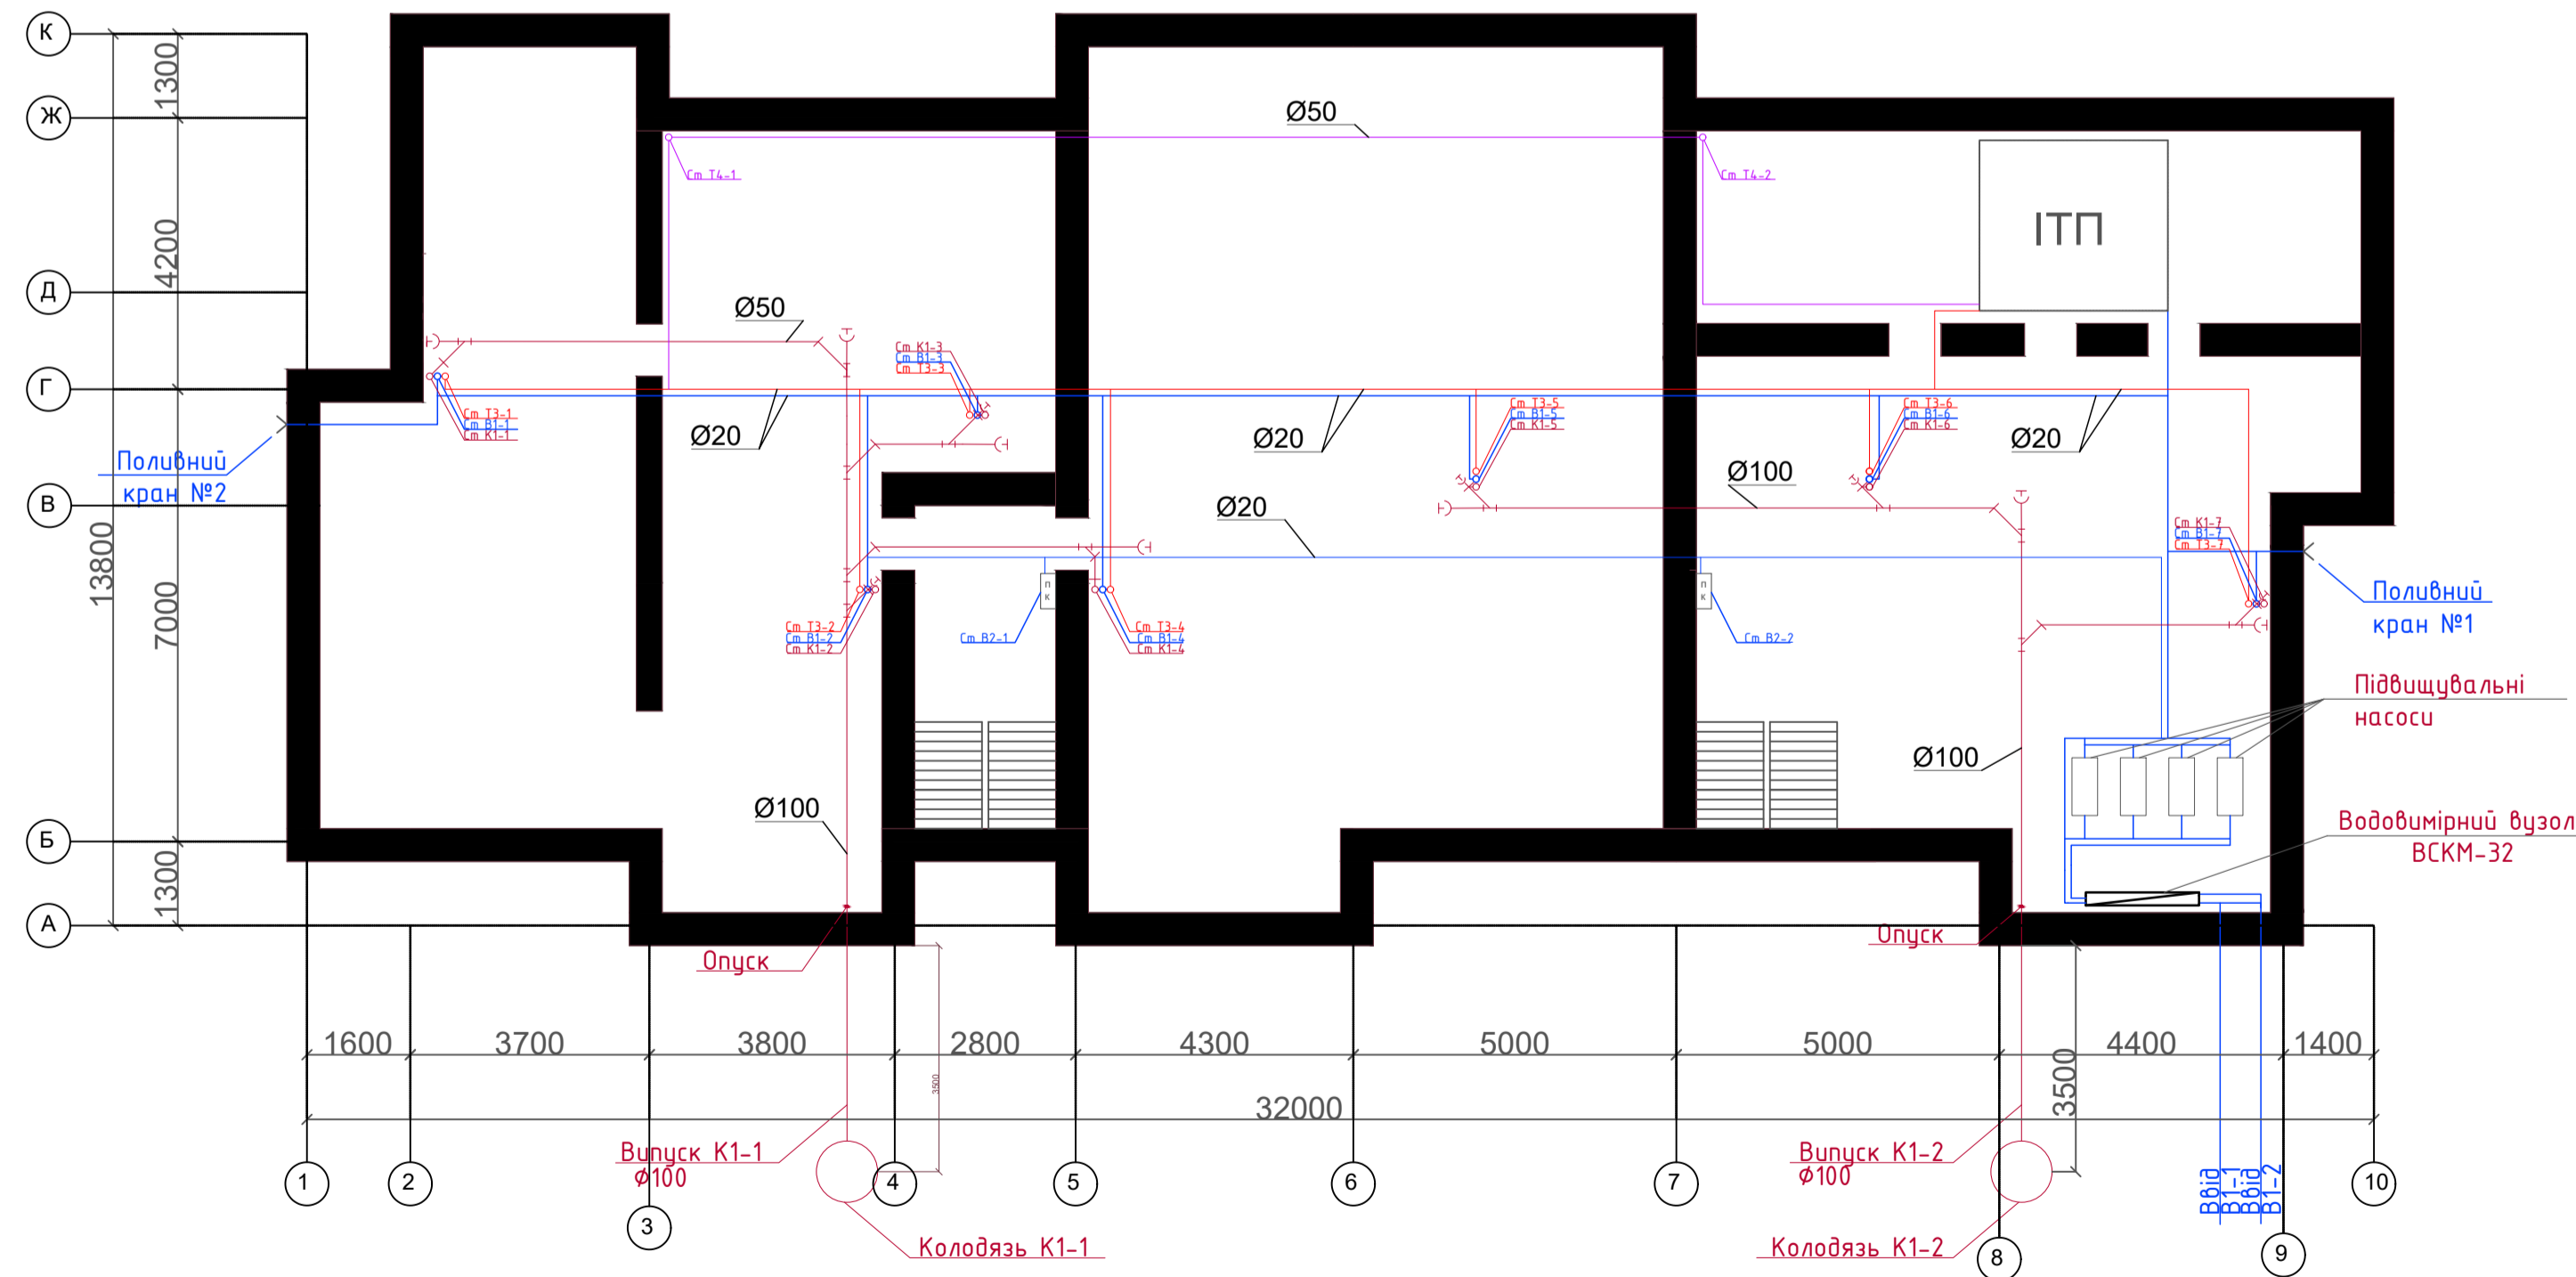 К
Ж
Д
Г
В
Б
А
1300
4200
7000
1300
13800
Ø50
Ст Т4-1
Ст Т4-2
ІТП
Ø50
Ст К1-3
Ст В1-3
Ст Т3-3
Ст Т3-1
Ст В1-1
Ст К1-1
Ø20
Ø20
Ст Т3-5
Ст В1-5
Ст К1-5
Ст Т3-6
Ст В1-6
Ст К1-6
Ø20
Поливний
кран №2
Ø100
Ø20
Ст К1-7
Ст В1-7
Ст Т3-7
п
к
п
к
Поливний
кран №1
Ст Т3-2
Ст В1-2
Ст К1-2
Ст В2-1
Ст Т3-4
Ст В1-4
Ст К1-4
Ст В2-2
Підвищувальні
насоси
Ø100
Ø100
Водовимірний вузол
ВСКМ-32
Опуск
Опуск
1600
3700
3800
2800
4300
5000
5000
4400
1400
3500
3500
32000
Випуск К1-1
Ф100
Випуск К1-2
Ф100
Ввід
В1-1
Ввід
В1-2
1
2
3
4
5
6
7
8
9
10
Колодязь К1-1
Колодязь К1-2